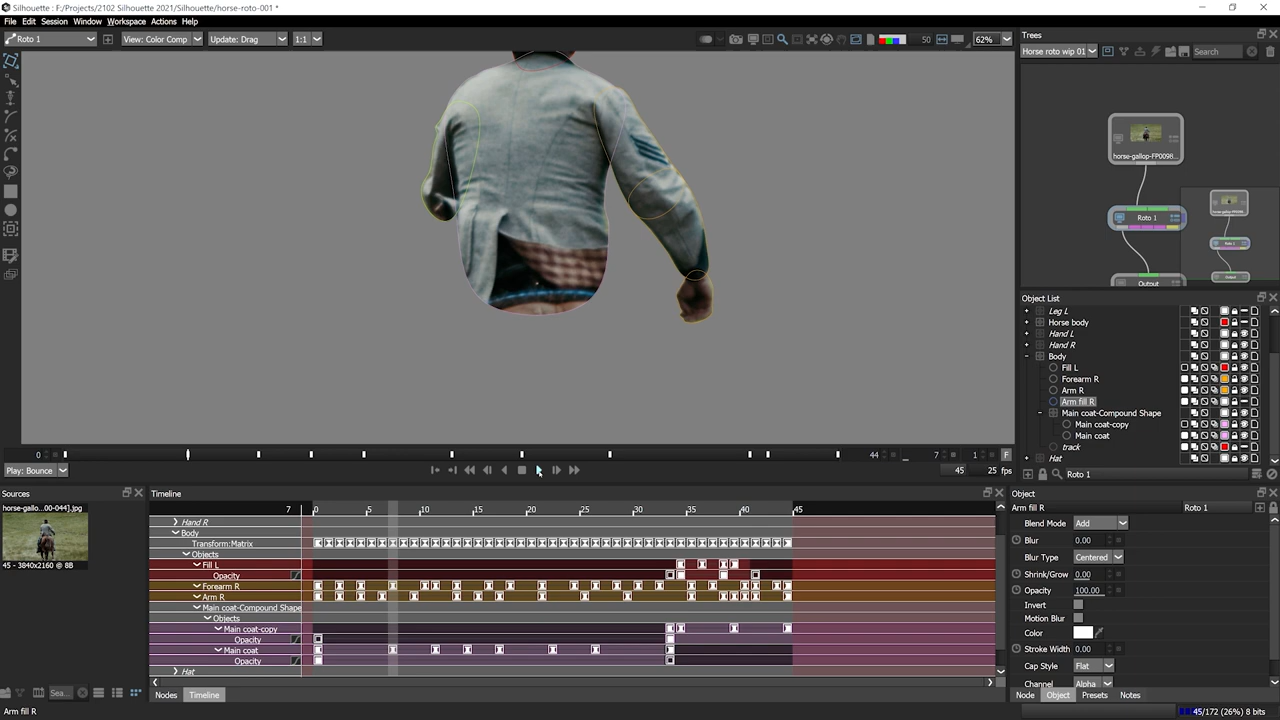 Silhouette : F:/Projects/2102 Silhouette 2021/Silhouette/horse-roto-001 *
File Edit Session Window Workspace Actions Help
Roto 1
View: Color Comp
Update: Drag
1:1
50
62%
Trees
Horse roto wip 01
Search
horse-gallop-FP0098...
Roto 1
Output
Object List
Leg L
Horse body
Hand L
Hand R
Body
Fill L
Forearm R
Arm R
Arm fill R
Main coat-Compound Shape
Main coat-copy
Main coat
track
Hat
Roto 1
0
44
7
1
F
Play: Bounce
45
25 fps
Sources
horse-gallo...00-044].jpg
45 - 3840x2160 @ 8B
Sea...
Timeline
7
0 5 10 15 20 25 30 35 40 45
Hand R
Body
Transform:Matrix
Objects
Fill L
Opacity
Forearm R
Arm R
Main coat-Compound Shape
Objects
Main coat-copy
Opacity
Main coat
Opacity
Hat
Nodes
Timeline
Object
Arm fill R
Roto 1
Blend Mode Add
Blur 0.00
Blur Type Centered
Shrink/Grow 0.00
Opacity 100.00
Invert
Motion Blur
Color
Stroke Width 0.00
Cap Style Flat
Channel Alpha
Node Object Presets Notes
Arm fill R
45/172 (26%) 8 bits